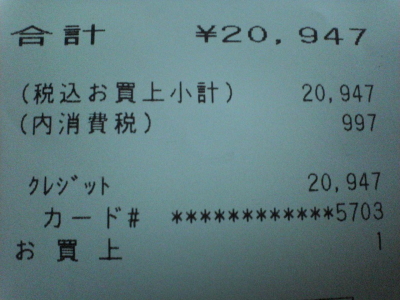 合計 ¥20,947
(税込お買上小計) 20,947
(内消費税) 997
クレジット 20,947
カード# ************5703
お買上 1